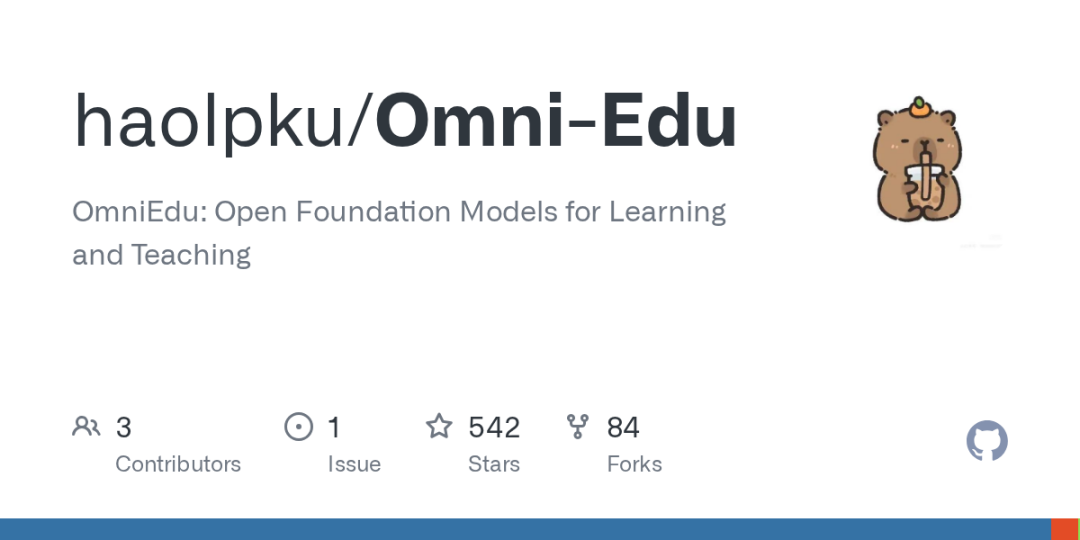 haolpku/Omni-Edu
OmniEdu: Open Foundation Models for Learning
and Teaching
3
Contributors
1
Issue
542
Stars
84
Forks